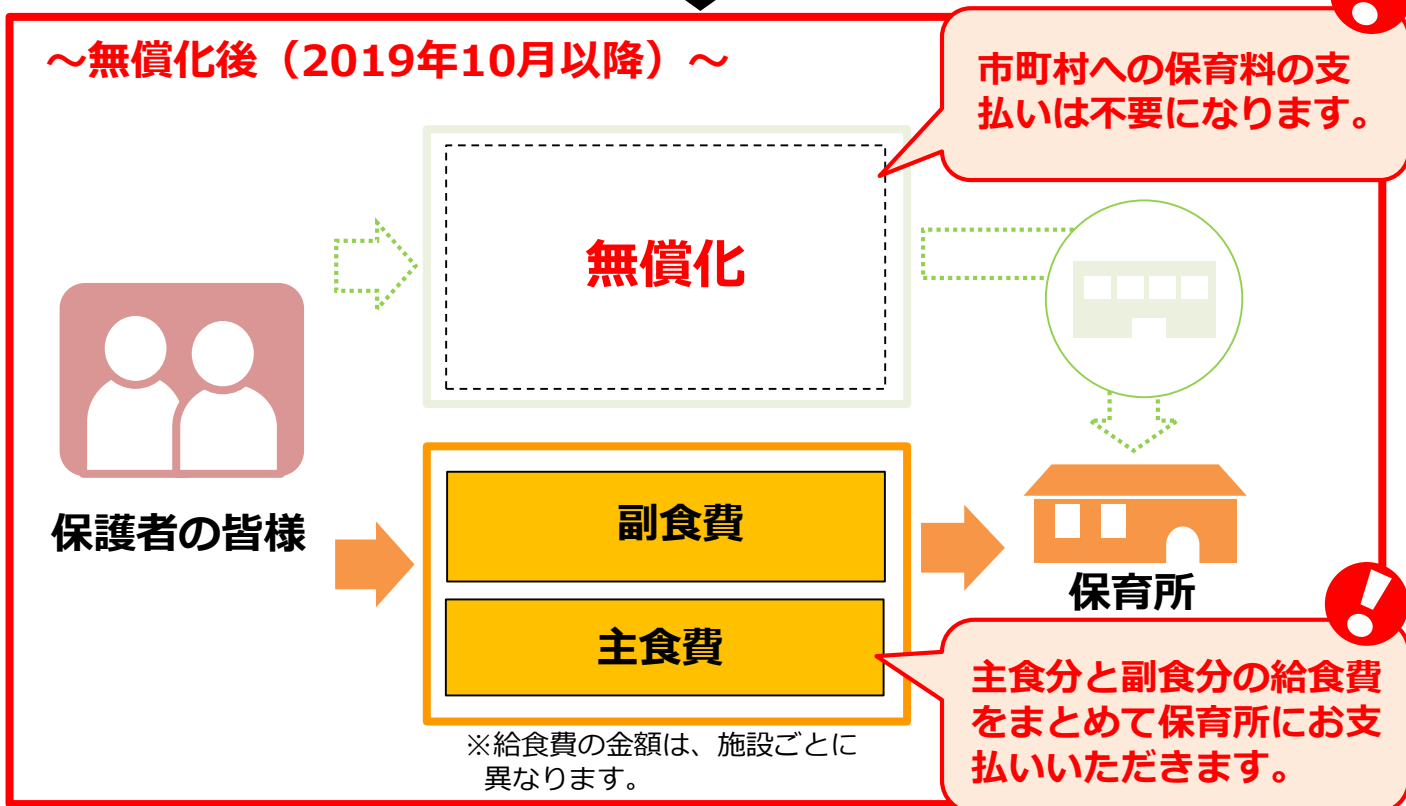 ～無償化後（2019年10月以降）～
市町村への保育料の支
払いは不要になります。
無償化
保護者の皆様
副食費
主食費
保育所
※給食費の金額は、施設ごとに
異なります。
主食分と副食分の給食費
をまとめて保育所にお支
払いいただきます。